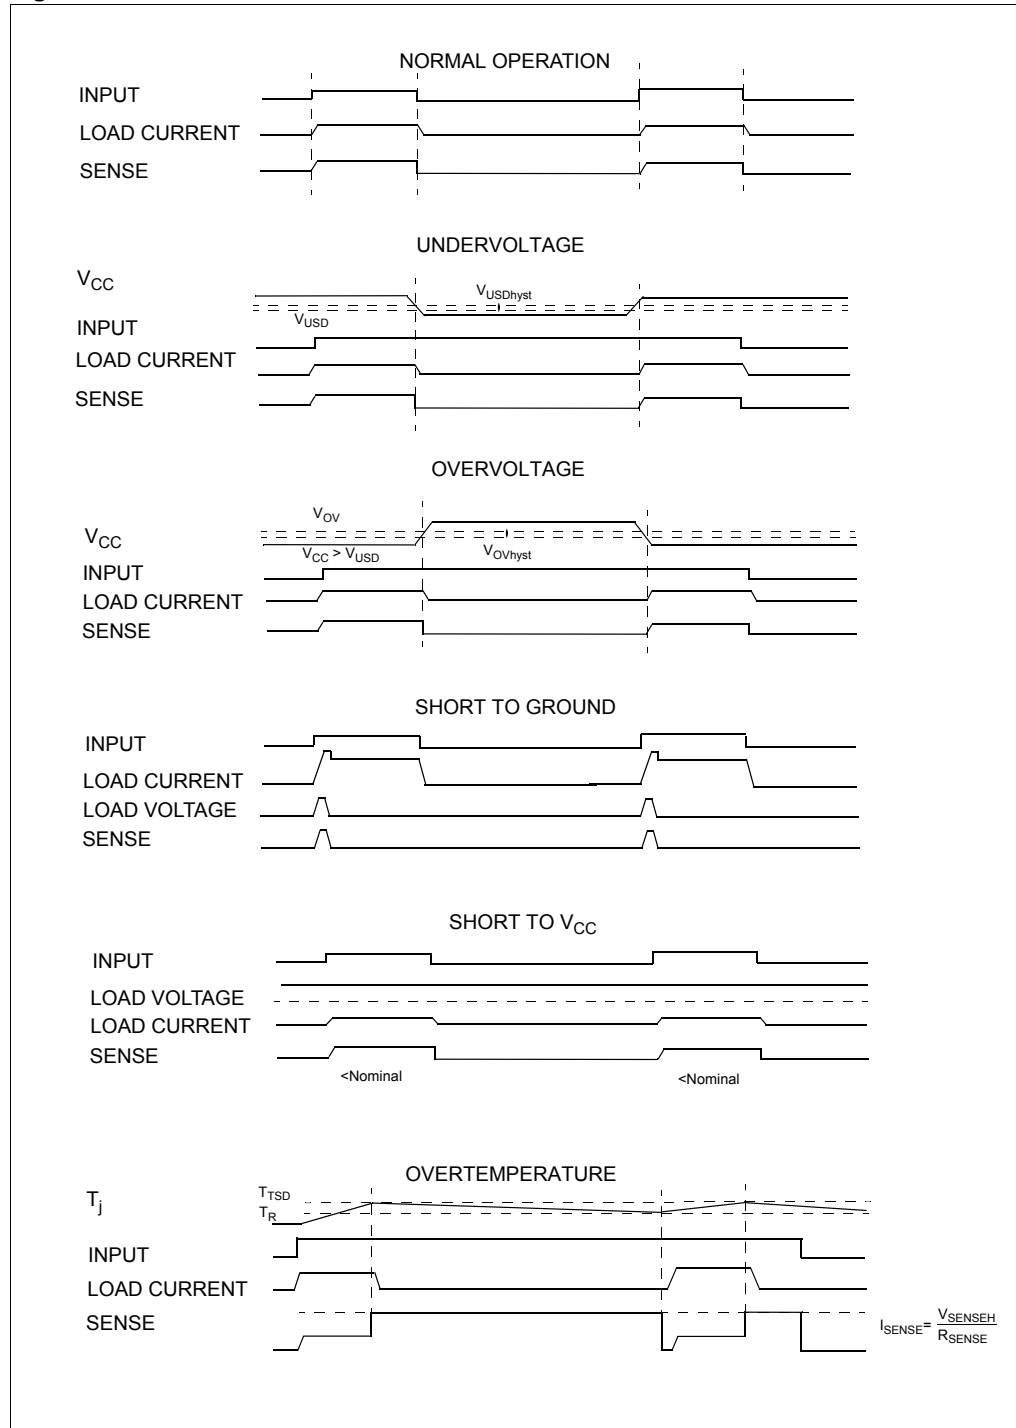 NORMAL OPERATION
INPUT
LOAD CURRENT
SENSE
UNDERVOLTAGE
VCC
VUSDhyst
VUSD
INPUT
LOAD CURRENT
SENSE
OVERVOLTAGE
VOV
VCC
VCC > VUSD
VOVhyst
INPUT
LOAD CURRENT
SENSE
SHORT TO GROUND
INPUT
LOAD CURRENT
LOAD VOLTAGE
SENSE
SHORT TO VCC
INPUT
LOAD VOLTAGE
LOAD CURRENT
SENSE
<Nominal <Nominal
OVERTEMPERATURE
Tj
TTSD
TR
INPUT
LOAD CURRENT
SENSE
ISENSE= VSENSEH
RSENSE